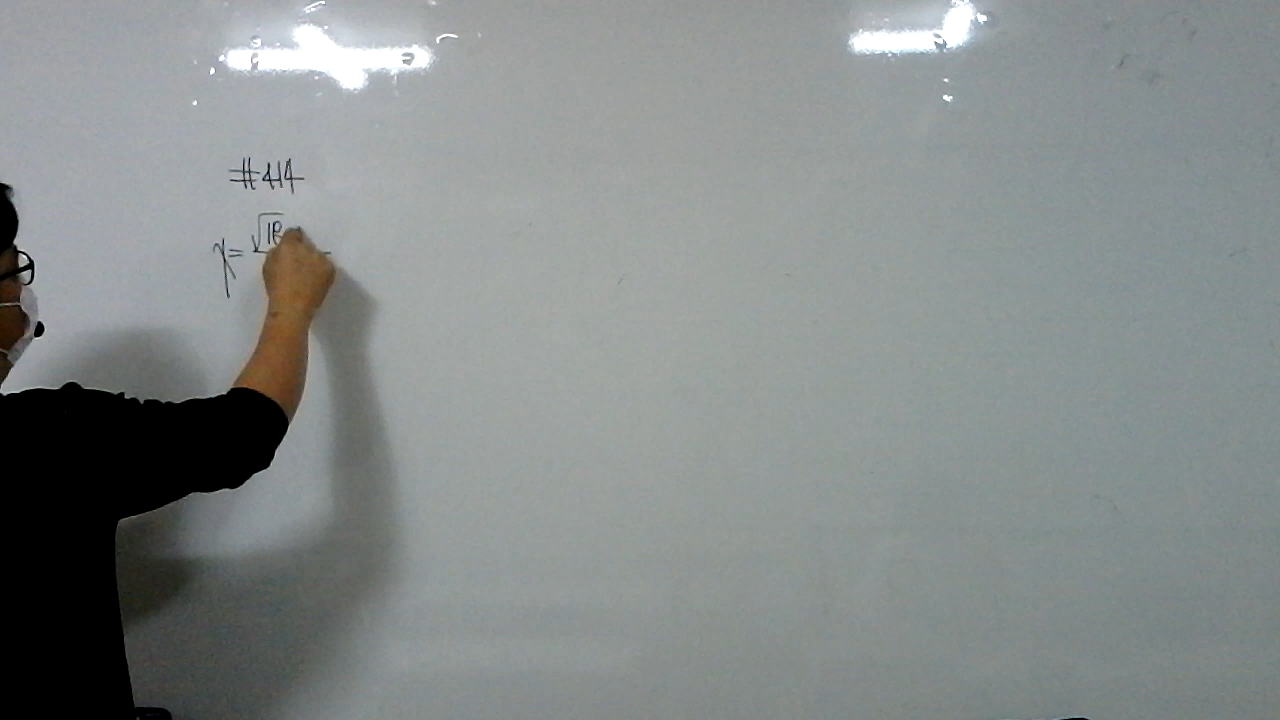 #414
x = √18